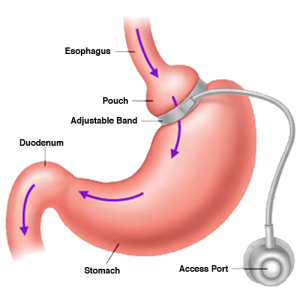 Esophagus
Pouch
Adjustable Band
Duodenum
Stomach
Access Port